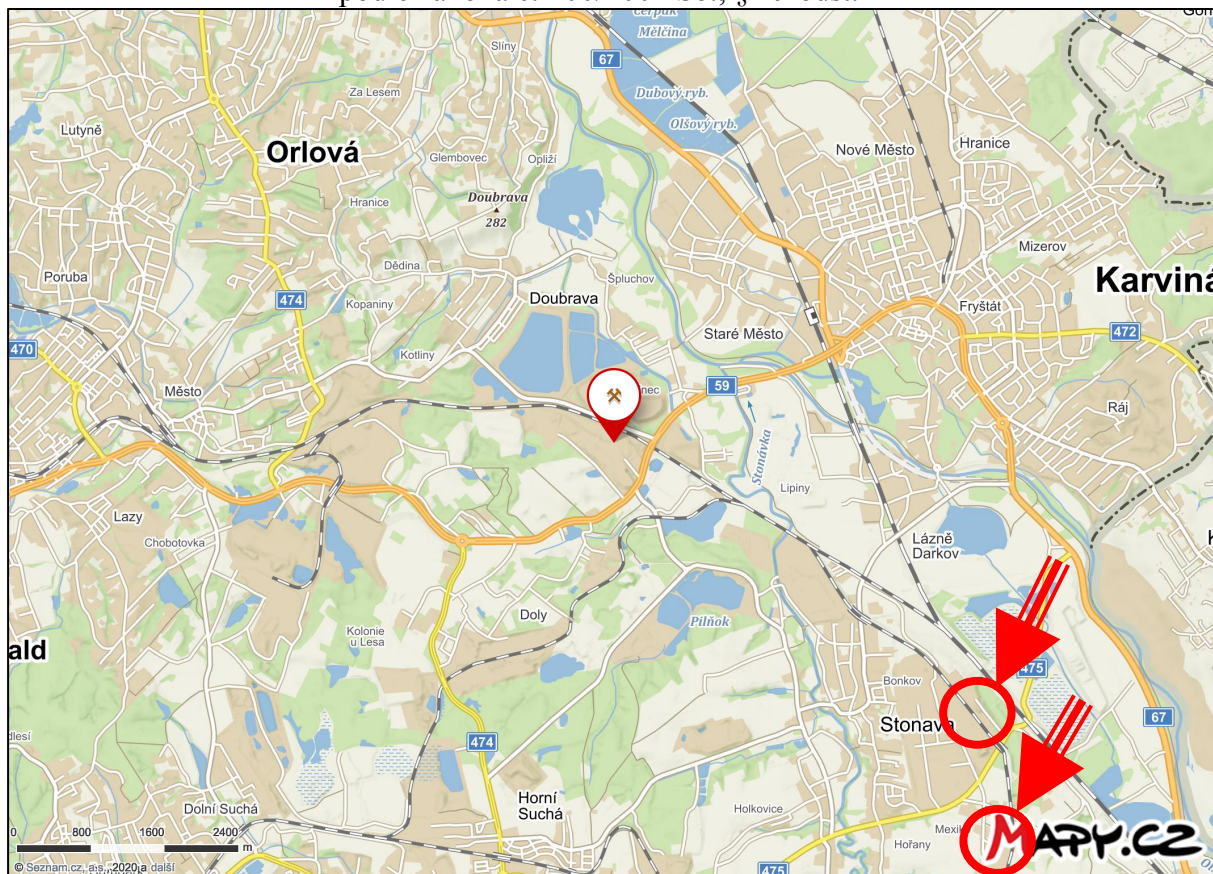 Mělčina
Slíny
67
Za Lesem
Dubový ryb.
Lutyně
Olšový ryb.
Orlová
Nové Město
Hranice
Glembovec
Opliží
Doubrava
282
Hranice
Mizerov
Dědina
Poruba
Špluchov
Karviná
474
Kopaniny
Doubrava
Fryštát
Staré Město
472
470
Kotliny
Město
59
nec
Ráj
Stonávka
Lipiny
Lazy
Chobotovka
Lázně
Darkov
Doly
Pilňok
Kolonie
u Lesa
ald
475
Bonkov
Stonava
67
dlesí
474
Horní
Suchá
Dolní Suchá
Holkovice
0 800 1600 2400
m
Hořany
MAPY.CZ
© Seznam.cz, a.s., 2020 a další
475